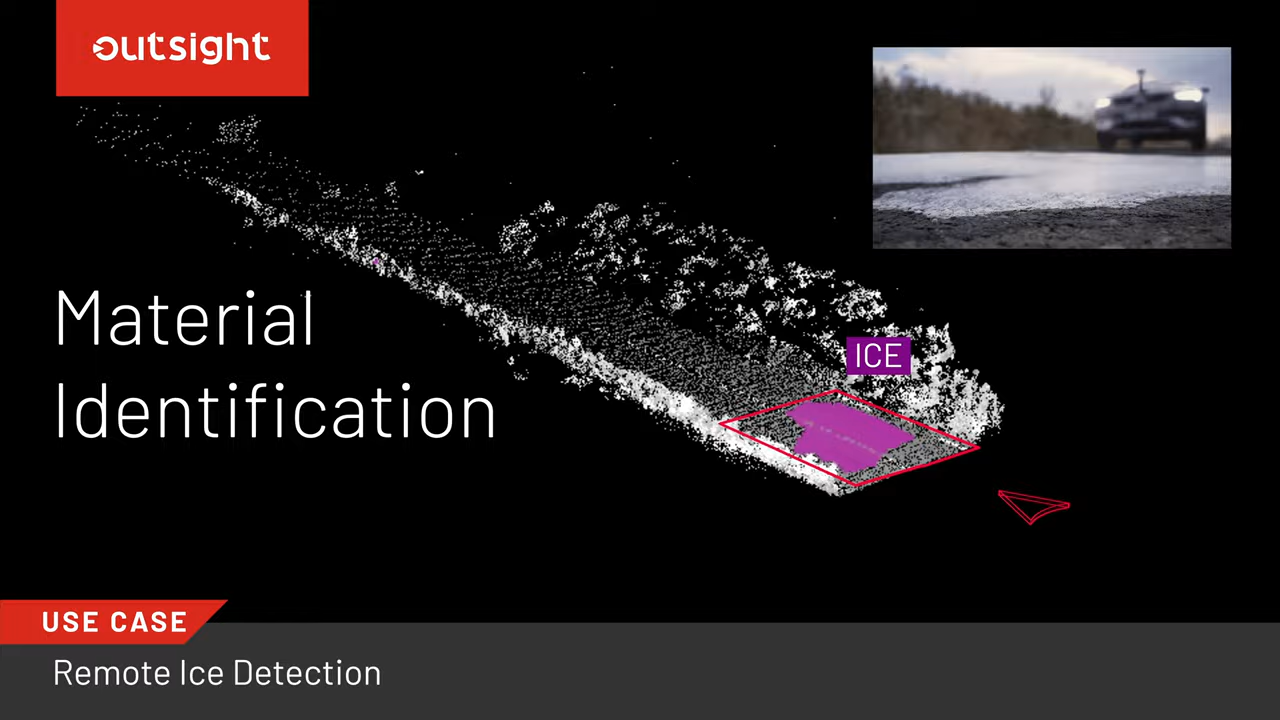 outsight
Material
Identification
ICE
USE CASE
Remote Ice Detection